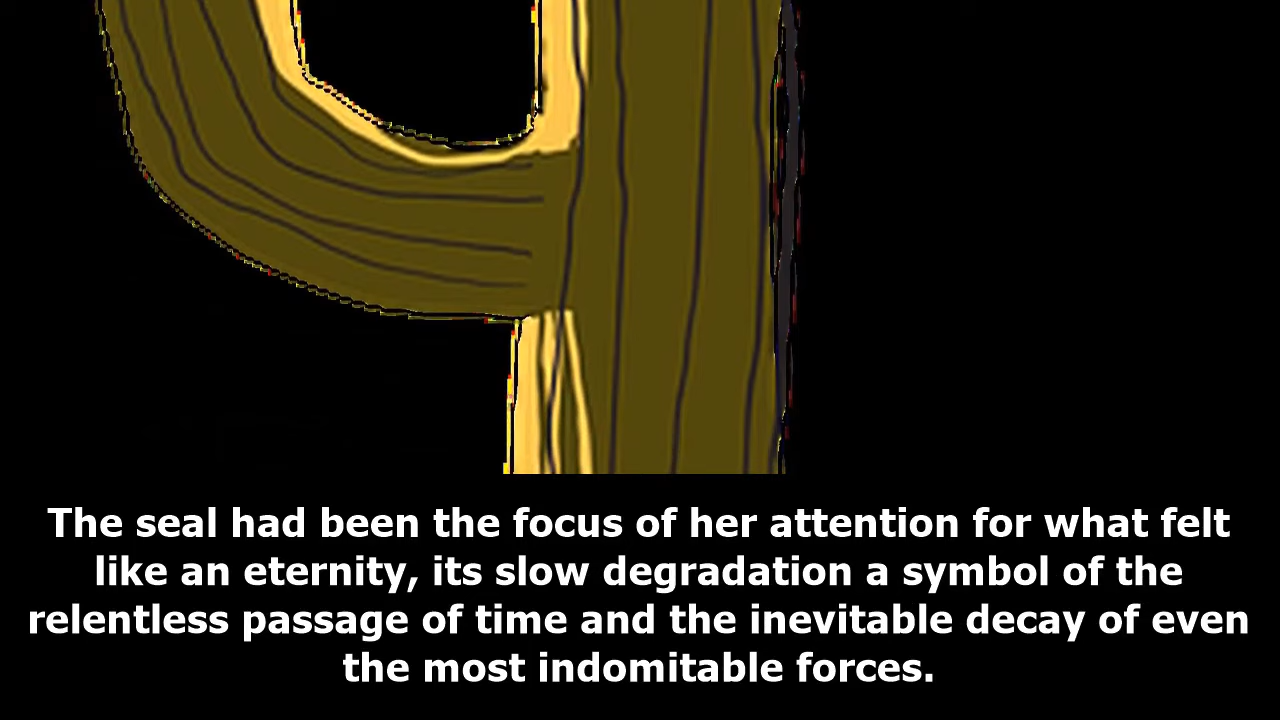 The seal had been the focus of her attention for what felt
like an eternity, its slow degradation a symbol of the
relentless passage of time and the inevitable decay of even
the most indomitable forces.